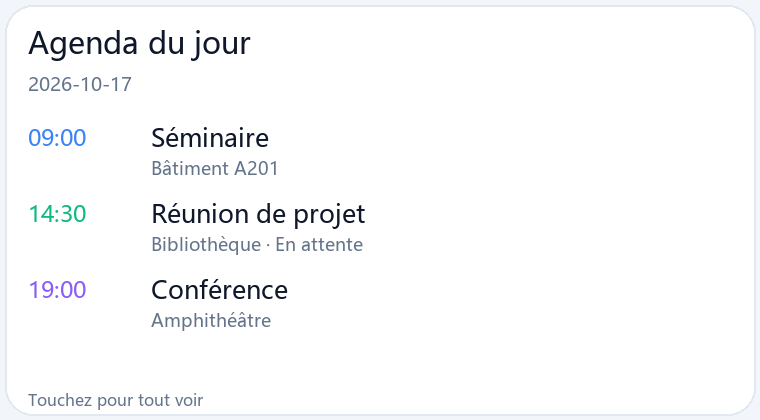 Agenda du jour
2026-10-17
09:00 Séminaire
Bâtiment A201
14:30 Réunion de projet
Bibliothèque · En attente
19:00 Conférence
Amphithéâtre
Touchez pour tout voir